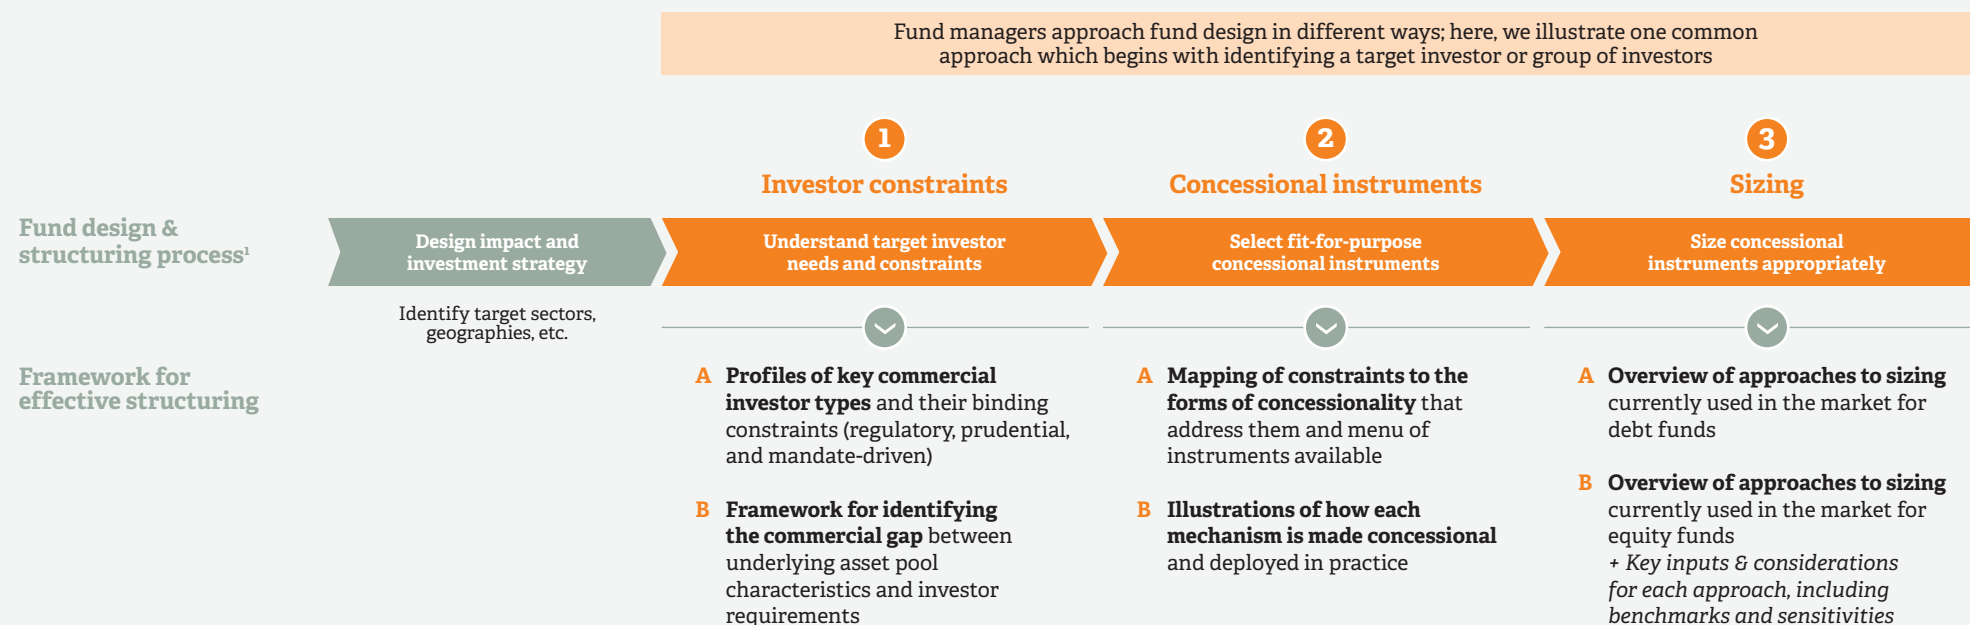 Fund managers approach fund design in different ways; here, we illustrate one common
approach which begins with identifying a target investor or group of investors
1
Investor constraints
2
Concessional instruments
3
Sizing
Fund design &
structuring process¹
Design impact and
investment strategy
Understand target investor
needs and constraints
Select fit-for-purpose
concessional instruments
Size concessional
instruments appropriately
Identify target sectors,
geographies, etc.
Framework for
effective structuring
A Profiles of key commercial
investor types and their binding
constraints (regulatory, prudential,
and mandate-driven)
B Framework for identifying
the commercial gap between
underlying asset pool
characteristics and investor
requirements
A Mapping of constraints to the
forms of concessionality that
address them and menu of
instruments available
B Illustrations of how each
mechanism is made concessional
and deployed in practice
A Overview of approaches to sizing
currently used in the market for
debt funds
B Overview of approaches to sizing
currently used in the market for
equity funds
+ Key inputs & considerations
for each approach, including
benchmarks and sensitivities